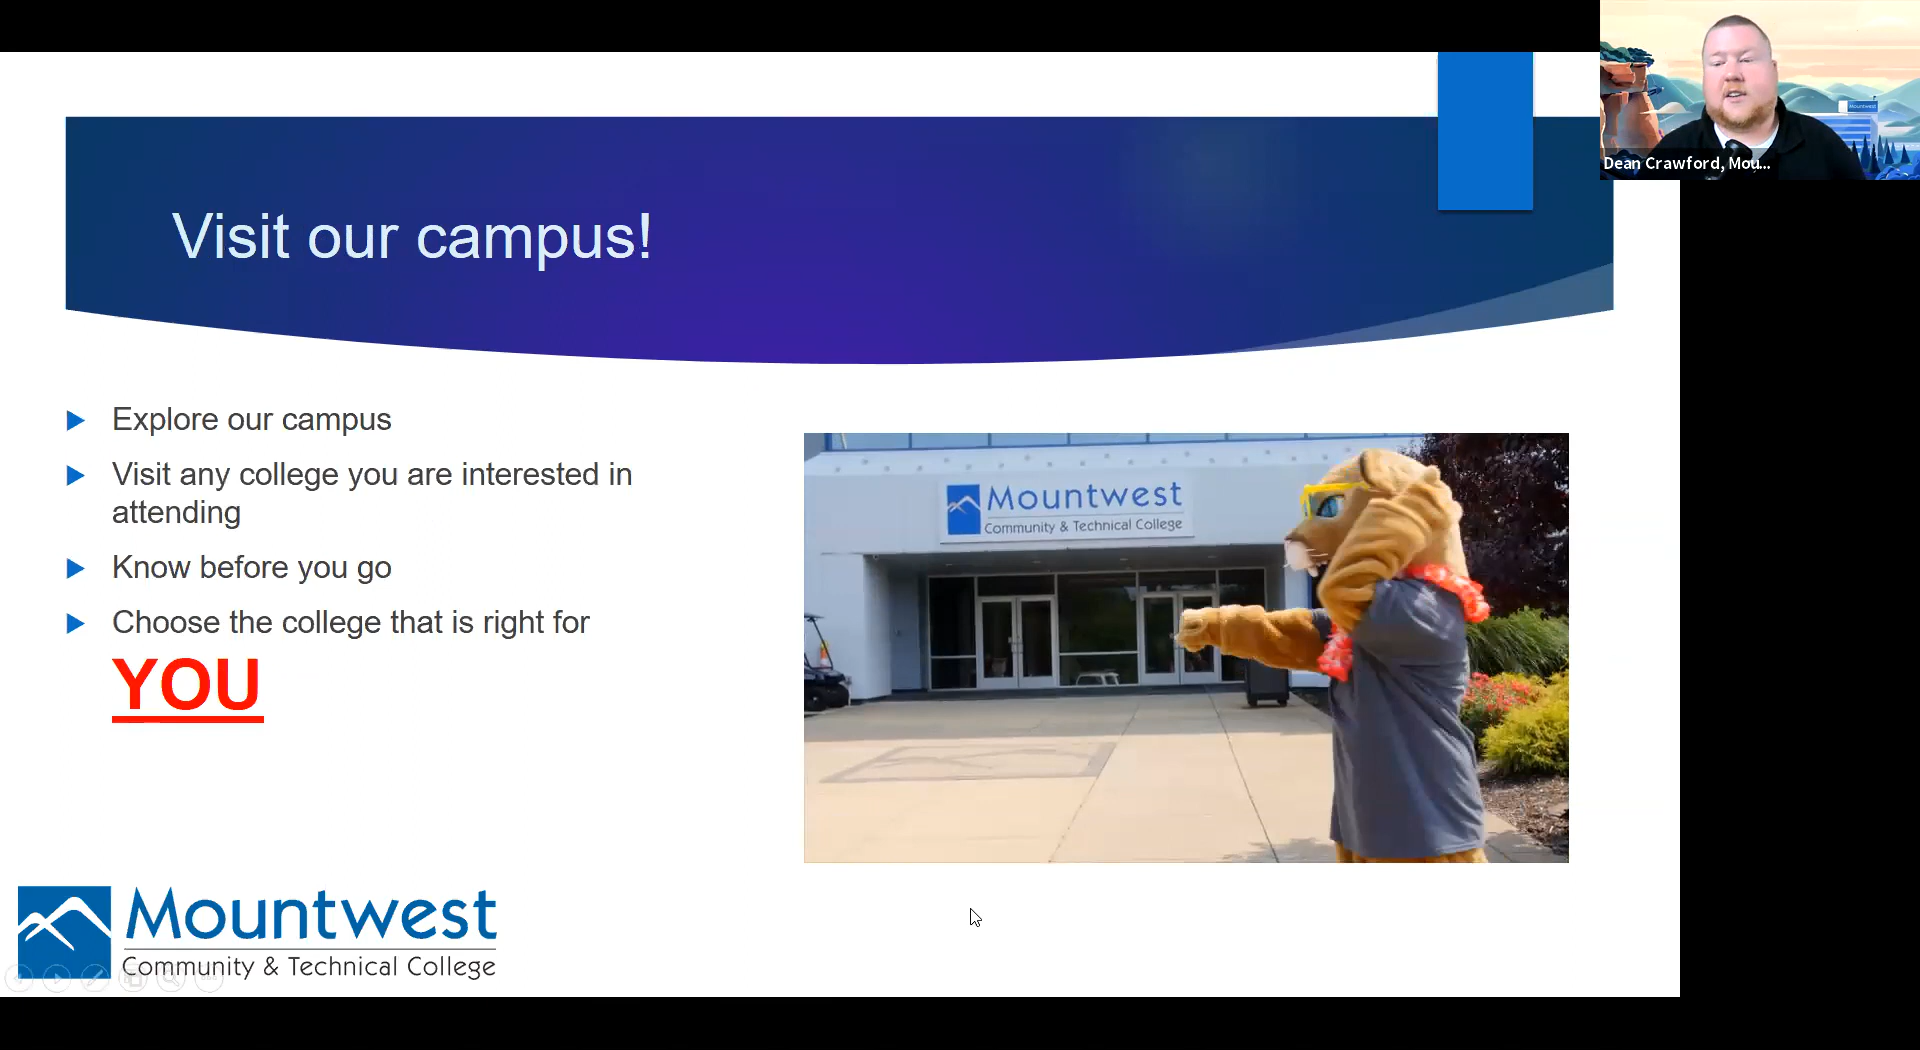 Dean Crawford, Mou...
Visit our campus!
Explore our campus
Visit any college you are interested in
attending
Know before you go
Choose the college that is right for
YOU
Mountwest
Community & Technical College
Mountwest
Community & Technical College
Mountwest